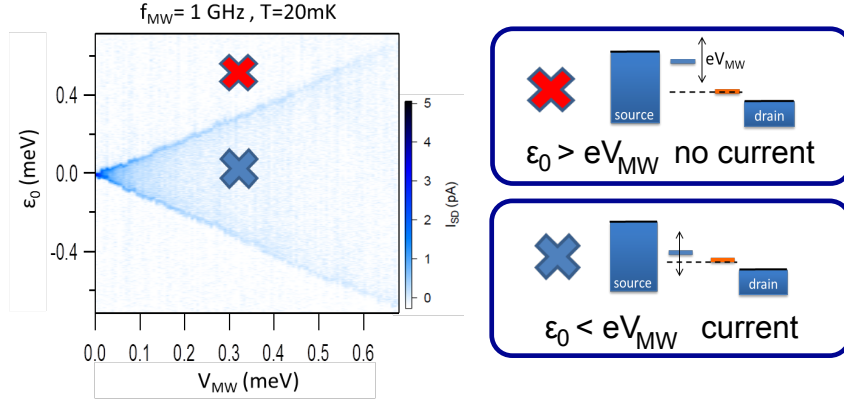 f_MW = 1 GHz , T=20mK
ε₀ (meV)
0.4
0.0
-0.4
0.0 0.1 0.2 0.3 0.4 0.5 0.6
V_MW (meV)
5
4
3
2
1
0
I_SD (pA)
eV_MW
source
drain
ε₀ > eV_MW no current
source
drain
ε₀ < eV_MW current